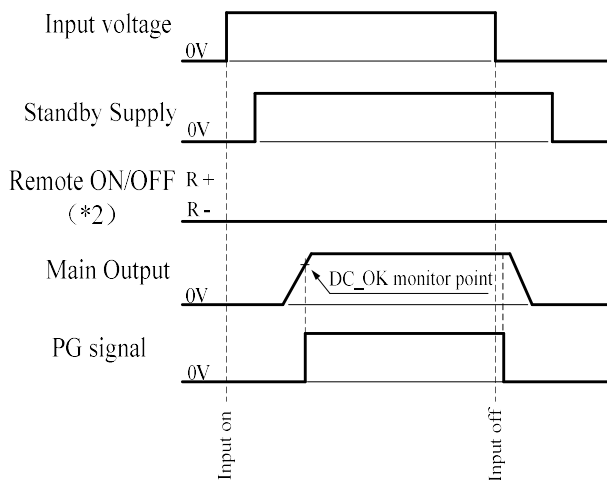 Input voltage
0V
Standby Supply
0V
Remote ON/OFF
(*2)
R +
R -
Main Output
DC_OK monitor point
0V
PG signal
0V
Input on
Input off